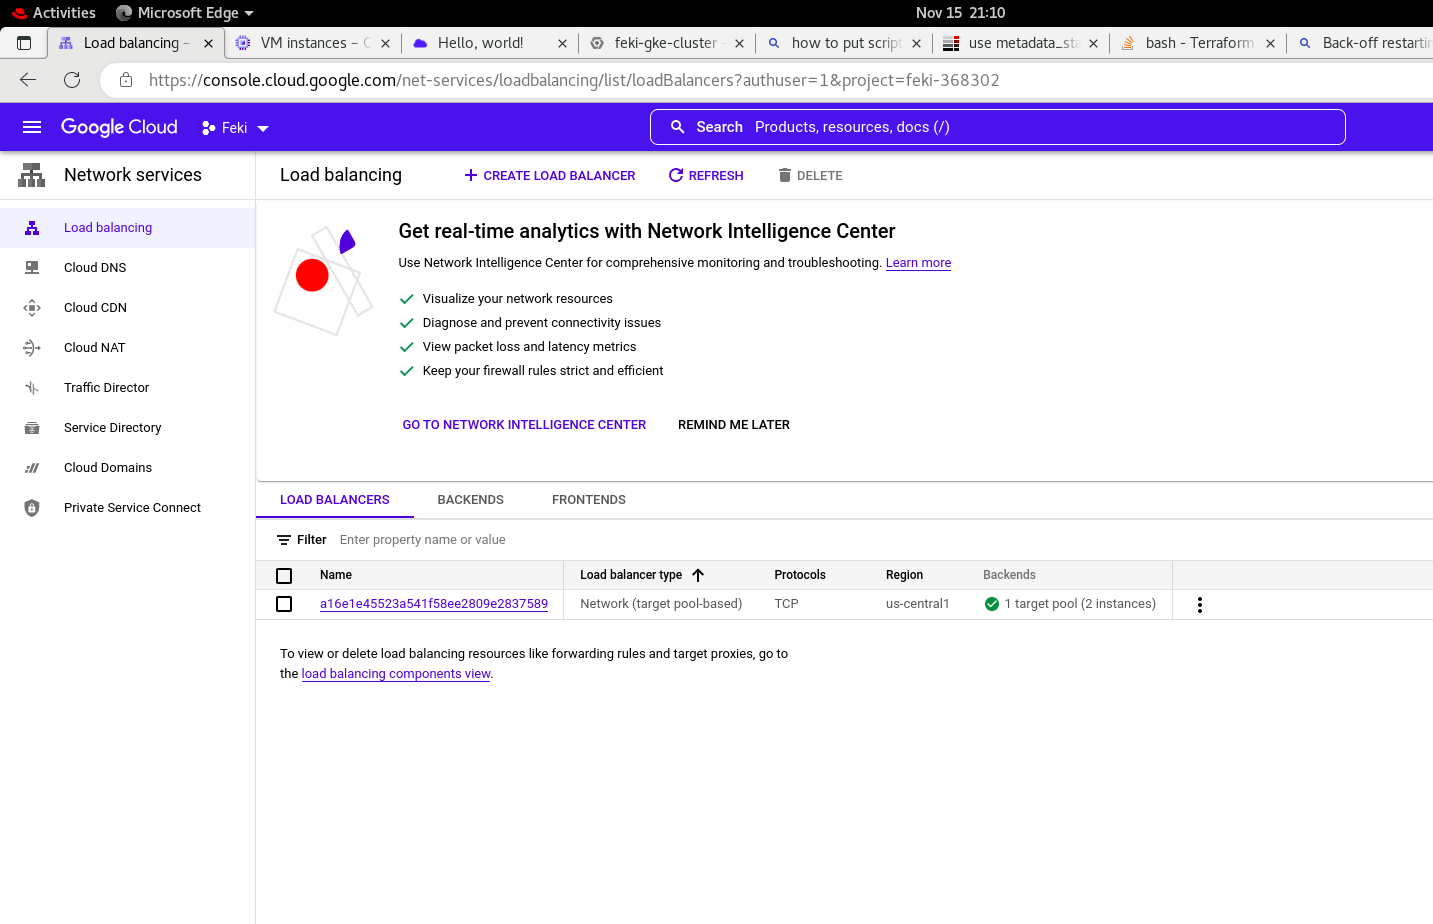 Activities Microsoft Edge Nov 15 21:10
Load balancing – VM instances – C Hello, world! feki-gke-cluster – how to put script use metadata_sta bash - Terraform Back-off restartin
https://console.cloud.google.com/net-services/loadbalancing/list/loadBalancers?authuser=1&project=feki-368302
Google Cloud Feki Search Products, resources, docs (/)
Network services
Load balancing
Cloud DNS
Cloud CDN
Cloud NAT
Traffic Director
Service Directory
Cloud Domains
Private Service Connect
Load balancing CREATE LOAD BALANCER REFRESH DELETE
Get real-time analytics with Network Intelligence Center
Use Network Intelligence Center for comprehensive monitoring and troubleshooting. Learn more
Visualize your network resources
Diagnose and prevent connectivity issues
View packet loss and latency metrics
Keep your firewall rules strict and efficient
GO TO NETWORK INTELLIGENCE CENTER REMIND ME LATER
LOAD BALANCERS BACKENDS FRONTENDS
Filter Enter property name or value
Name Load balancer type Protocols Region Backends
a16e1e45523a541f58ee2809e2837589 Network (target pool-based) TCP us-central1 1 target pool (2 instances)
To view or delete load balancing resources like forwarding rules and target proxies, go to
the load balancing components view.